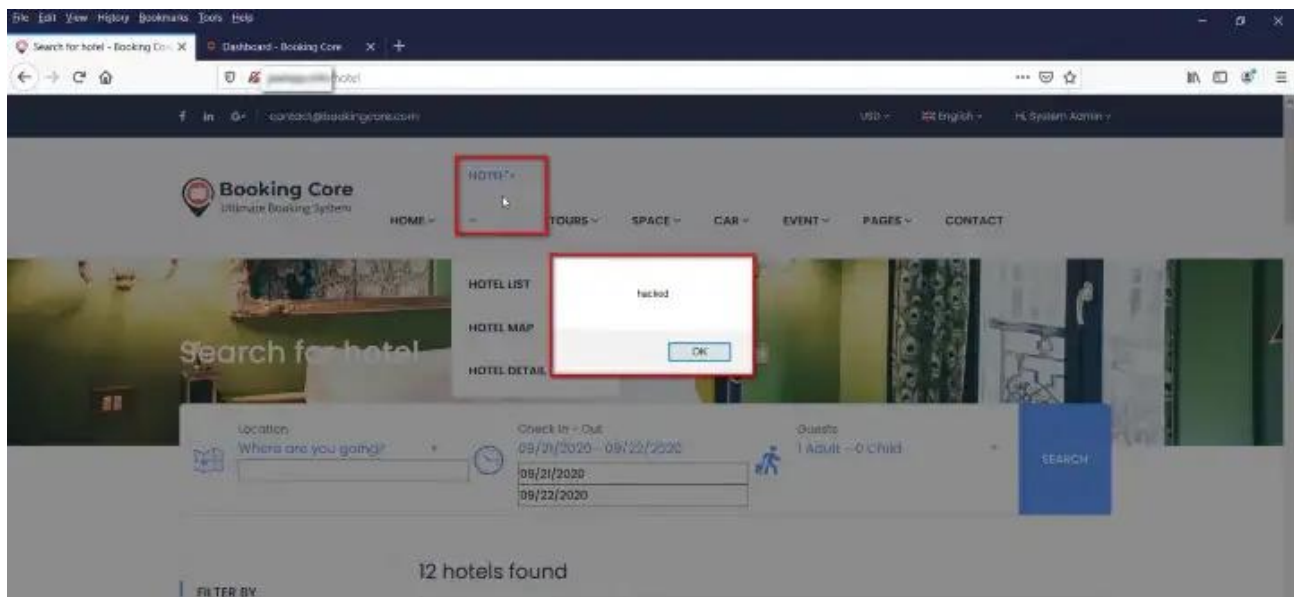 File Edit View History Bookmarks Tools Help
Search for hotel - Booking Co X Dashboard - Booking Core X +
hotel
f in G+ contact@bookingcore.com USD English Hi, System Admin
Booking Core
Ultimate Booking System
HOTEL">
HOME TOURS SPACE CAR EVENT PAGES CONTACT
HOTEL LIST
hacked
HOTEL MAP
OK
Search for hotel
HOTEL DETAIL
Location Check In - Out Guests
Where are you going? 09/21/2020 - 09/22/2020 1 Adult - 0 Child
SEARCH
09/21/2020
09/22/2020
12 hotels found
FILTER BY